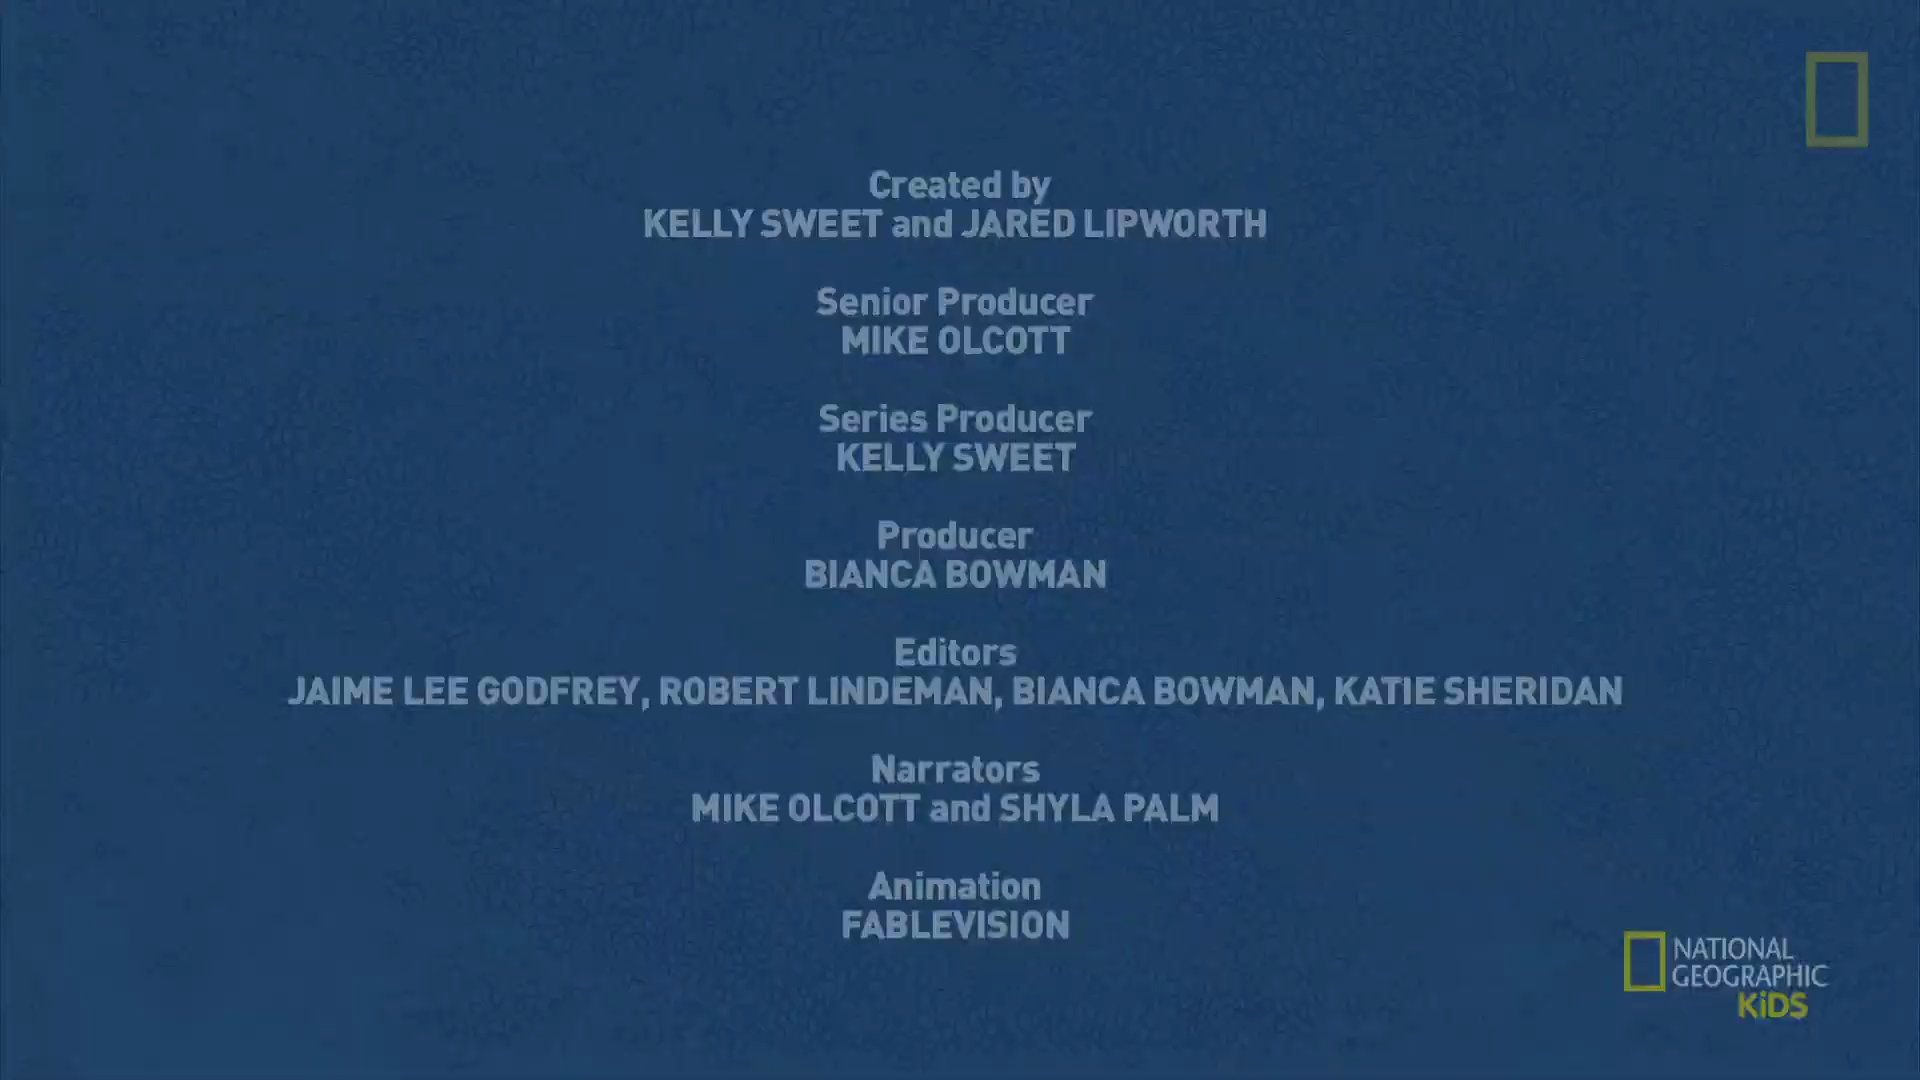 Created by
KELLY SWEET and JARED LIPWORTH
Senior Producer
MIKE OLCOTT
Series Producer
KELLY SWEET
Producer
BIANCA BOWMAN
Editors
JAIME LEE GODFREY, ROBERT LINDEMAN, BIANCA BOWMAN, KATIE SHERIDAN
Narrators
MIKE OLCOTT and SHYLA PALM
Animation
FABLEVISION
NATIONAL
GEOGRAPHIC
KiDS